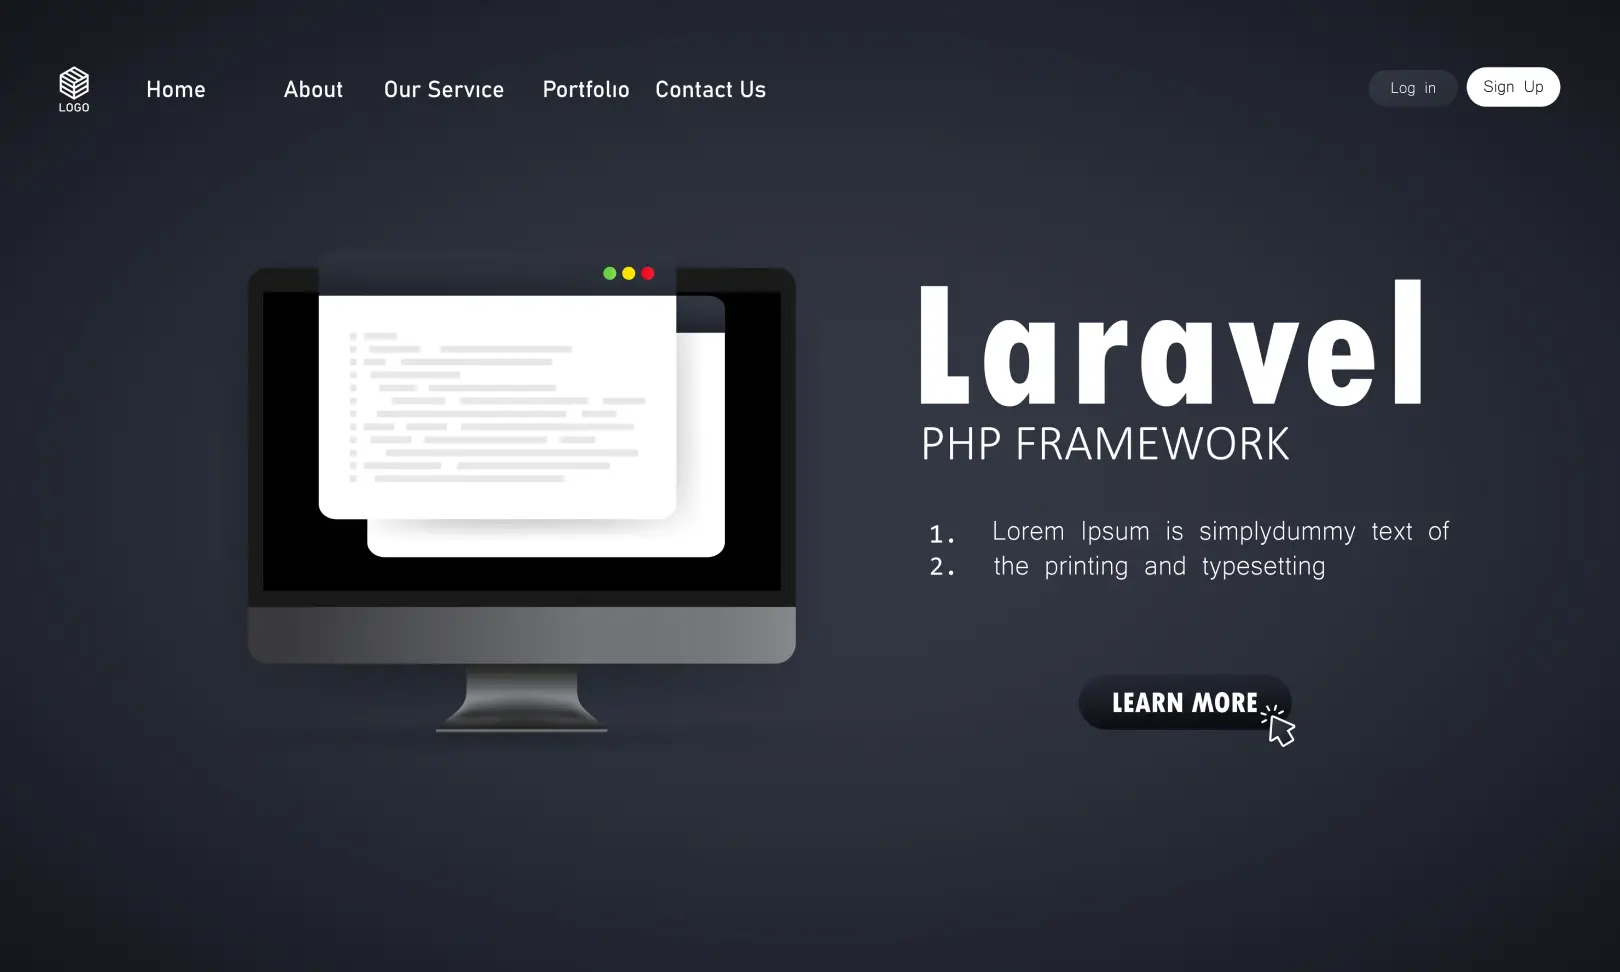 LOGO
Home About Our Service Portfolio Contact Us
Log in Sign Up
Laravel
PHP FRAMEWORK
1. Lorem Ipsum is simplydummy text of
2. the printing and typesetting
LEARN MORE